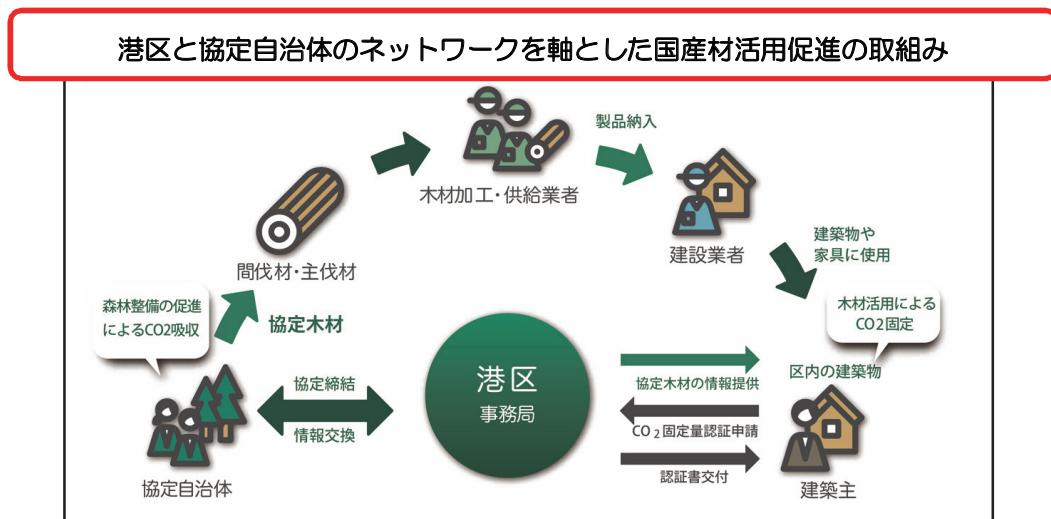 港区と協定自治体のネットワークを軸とした国産材活用促進の取組み
製品納入
木材加工・供給業者
建設業者
建築物や
家具に使用
間伐材・主伐材
森林整備の促進
によるCO2吸収
協定木材
木材活用による
CO2固定
港区
事務局
協定締結
情報交換
協定自治体
協定木材の情報提供
CO2固定量認証申請
認証書交付
区内の建築物
建築主